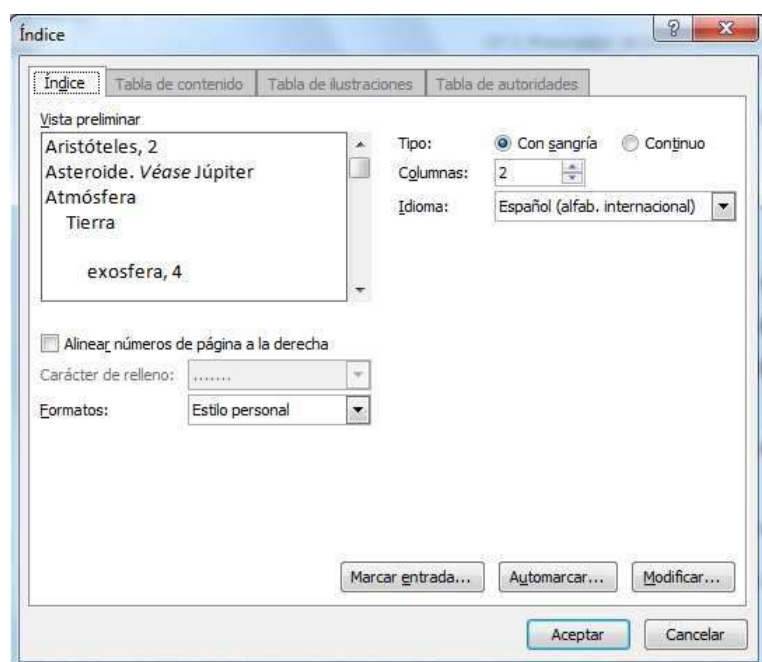 Índice
Índice Tabla de contenido Tabla de ilustraciones Tabla de autoridades
Vista preliminar
Aristóteles, 2
Asteroide. Véase Júpiter
Atmósfera
Tierra
exosfera, 4
Tipo: Con sangría Continuo
Columnas: 2
Idioma: Español (alfab. internacional)
Alinear números de página a la derecha
Carácter de relleno: .......
Formatos: Estilo personal
Marcar entrada... Automarcar... Modificar...
Aceptar Cancelar